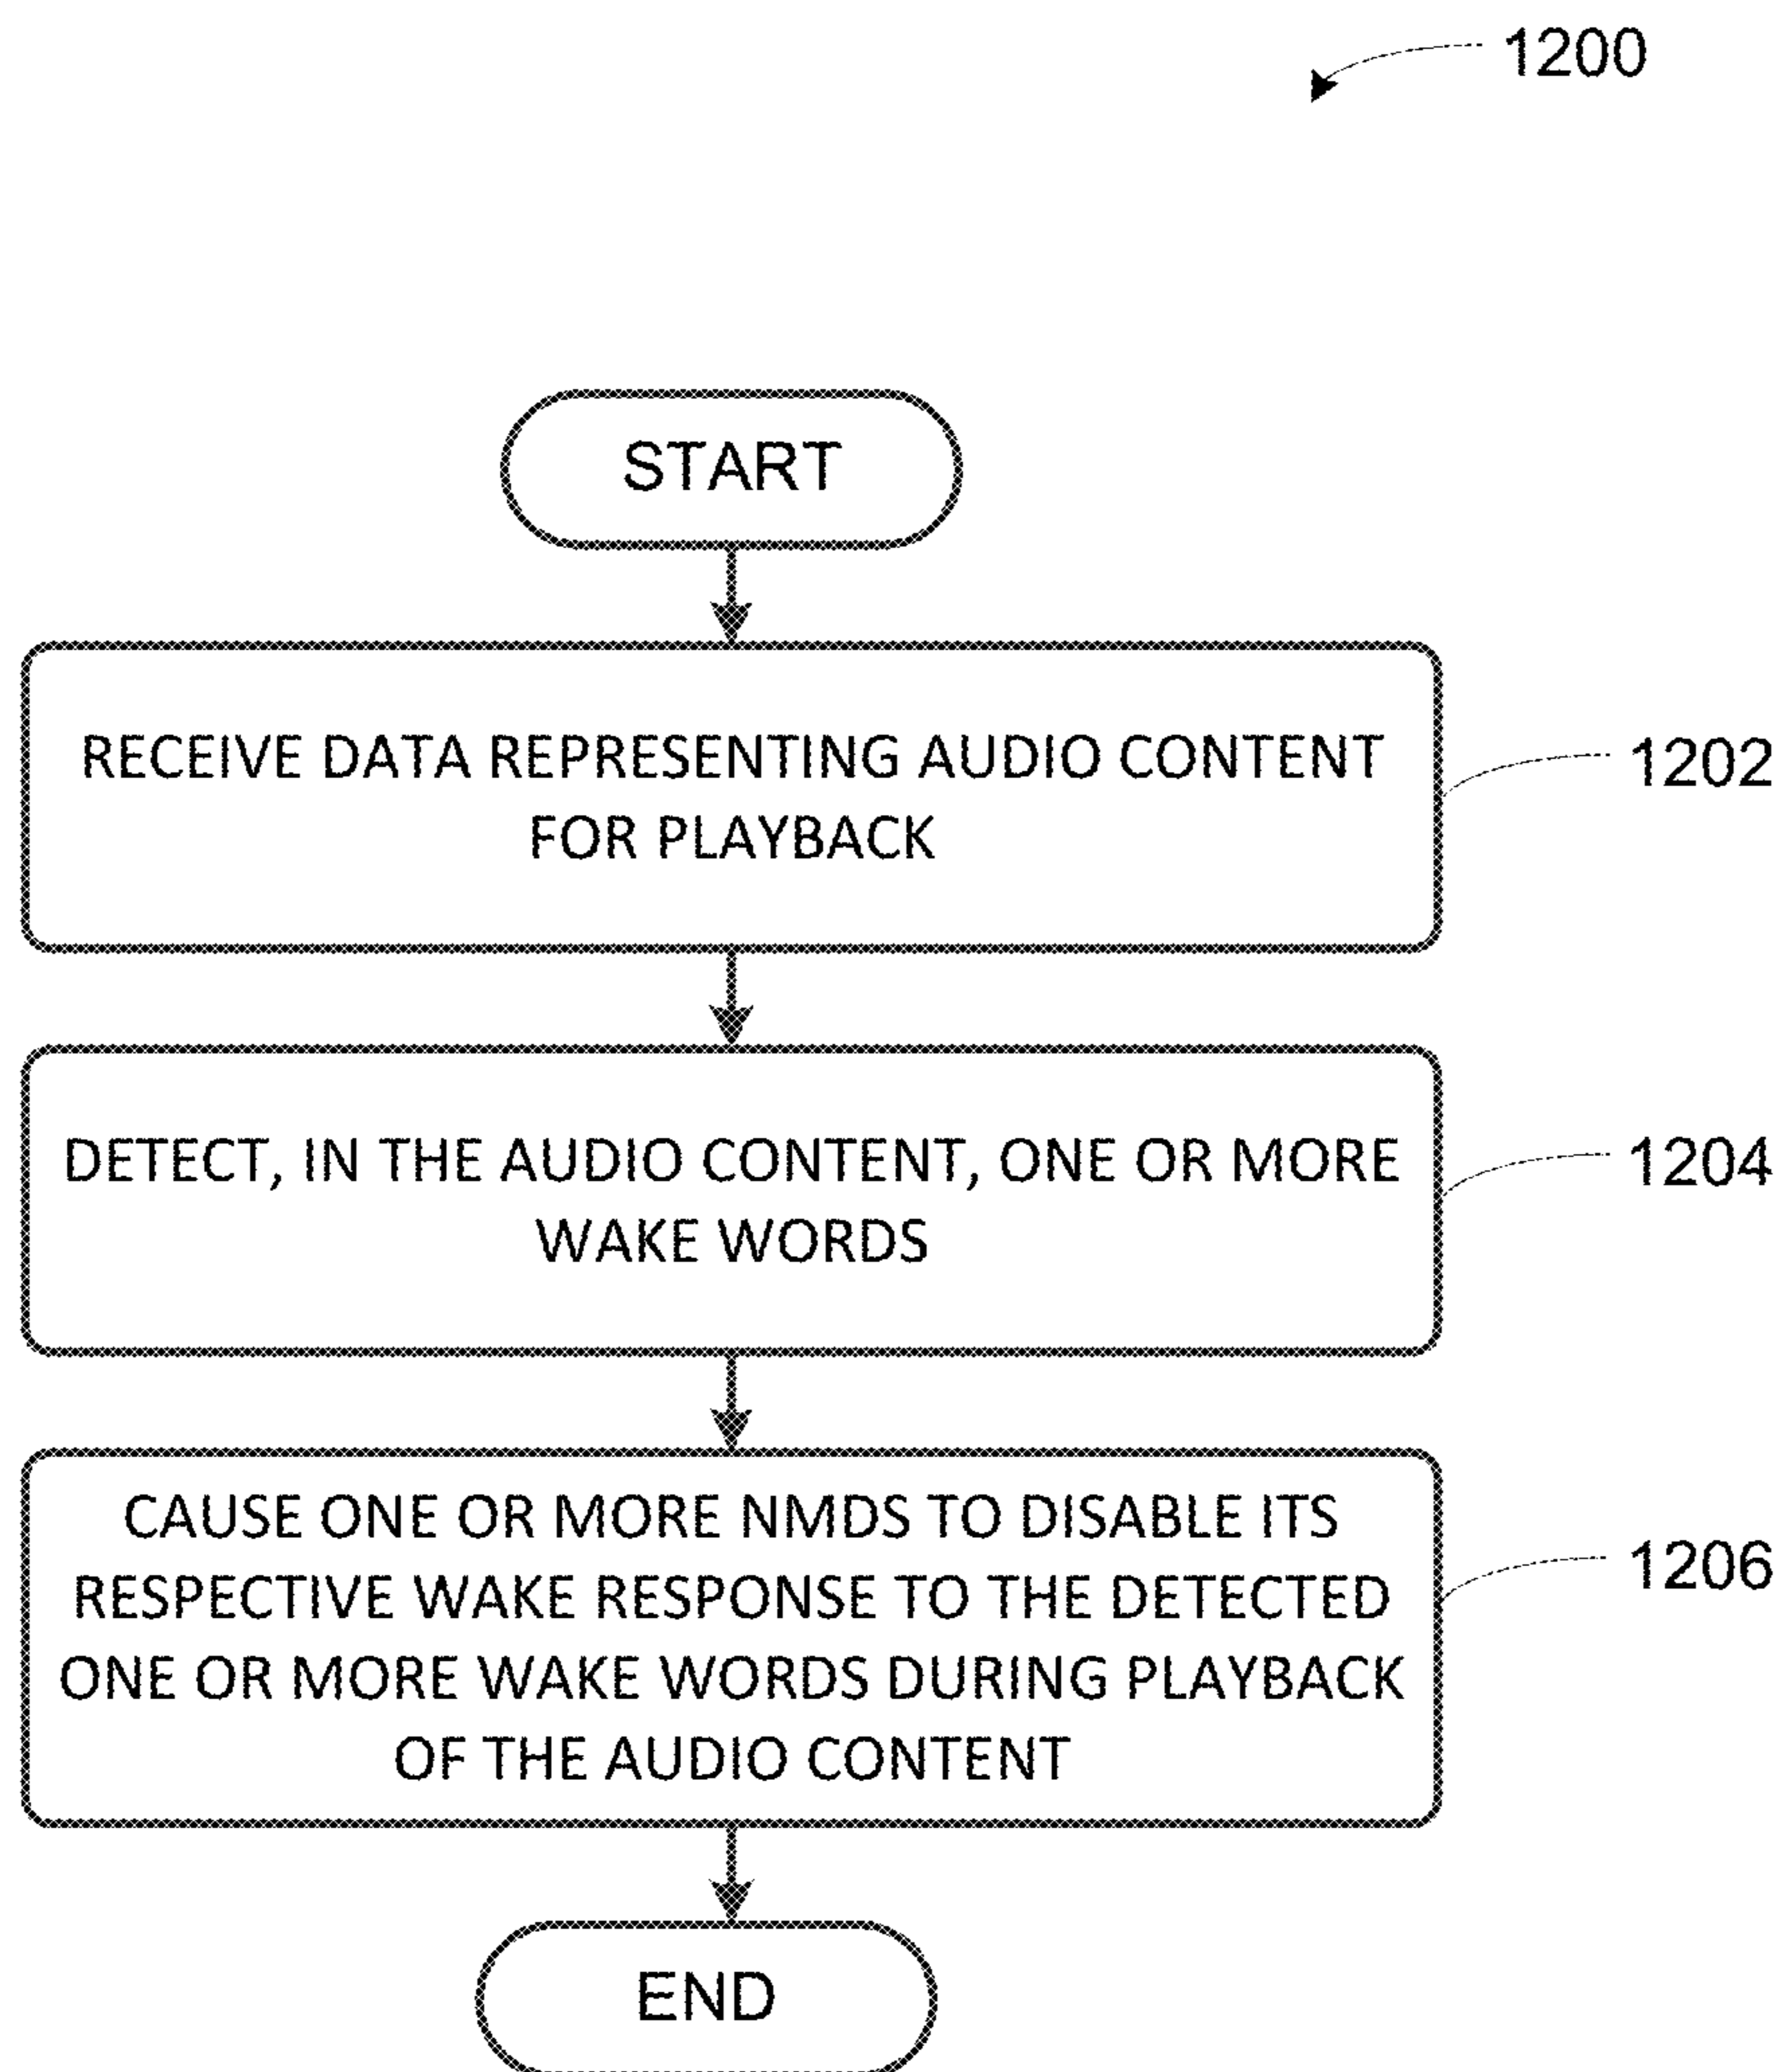 1200
START
RECEIVE DATA REPRESENTING AUDIO CONTENT
FOR PLAYBACK
1202
DETECT, IN THE AUDIO CONTENT, ONE OR MORE
WAKE WORDS
1204
CAUSE ONE OR MORE NMDS TO DISABLE ITS
RESPECTIVE WAKE RESPONSE TO THE DETECTED
ONE OR MORE WAKE WORDS DURING PLAYBACK
OF THE AUDIO CONTENT
1206
END